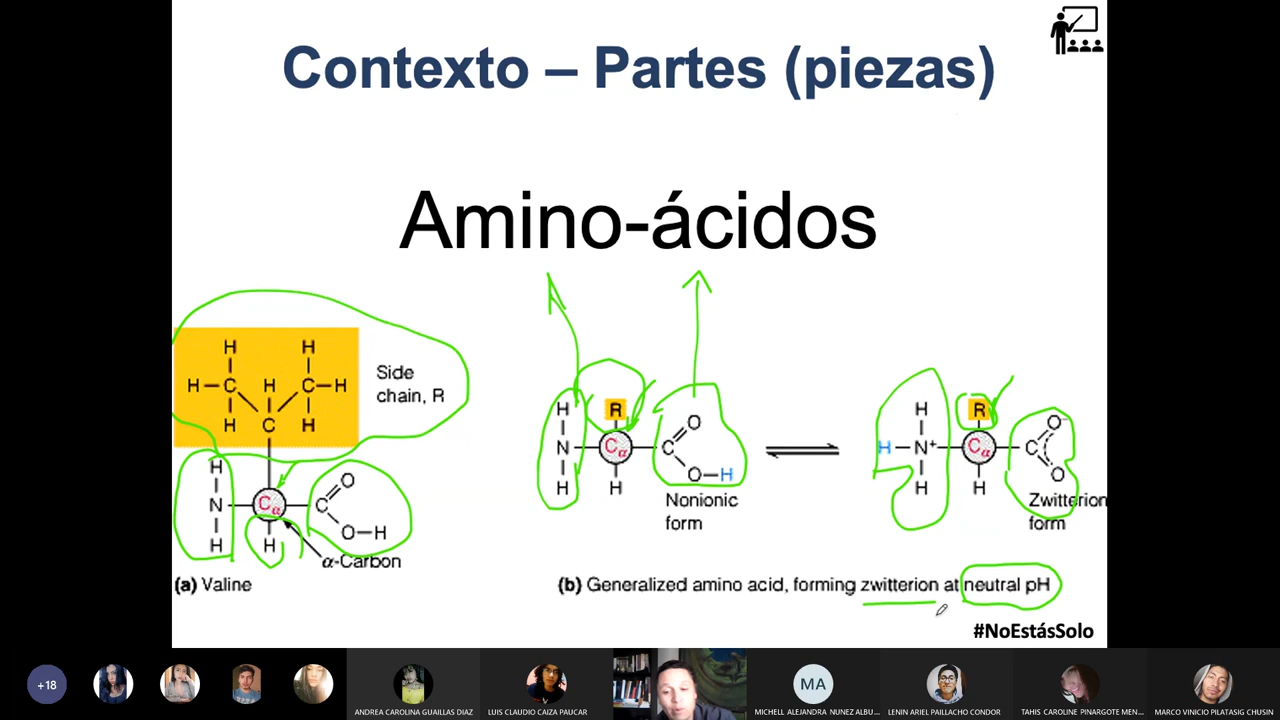 Contexto – Partes (piezas)
Amino-ácidos
H H
H C H C H
H C H
Side
chain, R
H
N Cα C O
H H O H
α-Carbon
(a) Valine
H R O
N Cα C
H H O H
Nonionic
form
H R O⁻
H N⁺ Cα C
H H O
Zwitterion
form
(b) Generalized amino acid, forming zwitterion at neutral pH
#NoEstásSolo
+18
ANDREA CAROLINA GUAILLAS DIAZ
LUIS CLAUDIO CAIZA PAUCAR
MA
MICHELL ALEJANDRA NUNEZ ALBU...
LENIN ARIEL PAILLACHO CONDOR
TAHIS CAROLINE PINARGOTE MEN...
MARCO VINICIO PILATASIG CHUSIN